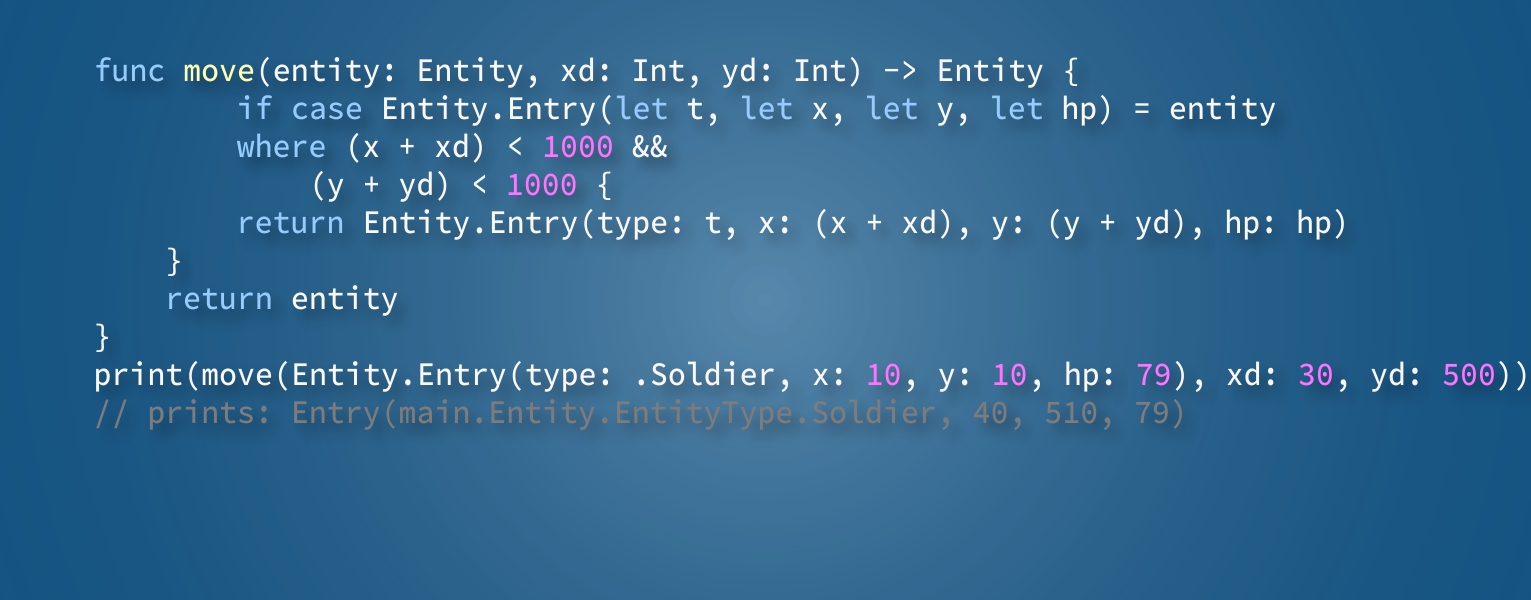 func move(entity: Entity, xd: Int, yd: Int) -> Entity {
        if case Entity.Entry(let t, let x, let y, let hp) = entity
        where (x + xd) < 1000 &&
            (y + yd) < 1000 {
        return Entity.Entry(type: t, x: (x + xd), y: (y + yd), hp: hp)
    }
    return entity
}
print(move(Entity.Entry(type: .Soldier, x: 10, y: 10, hp: 79), xd: 30, yd: 500))
// prints: Entry(main.Entity.EntityType.Soldier, 40, 510, 79)